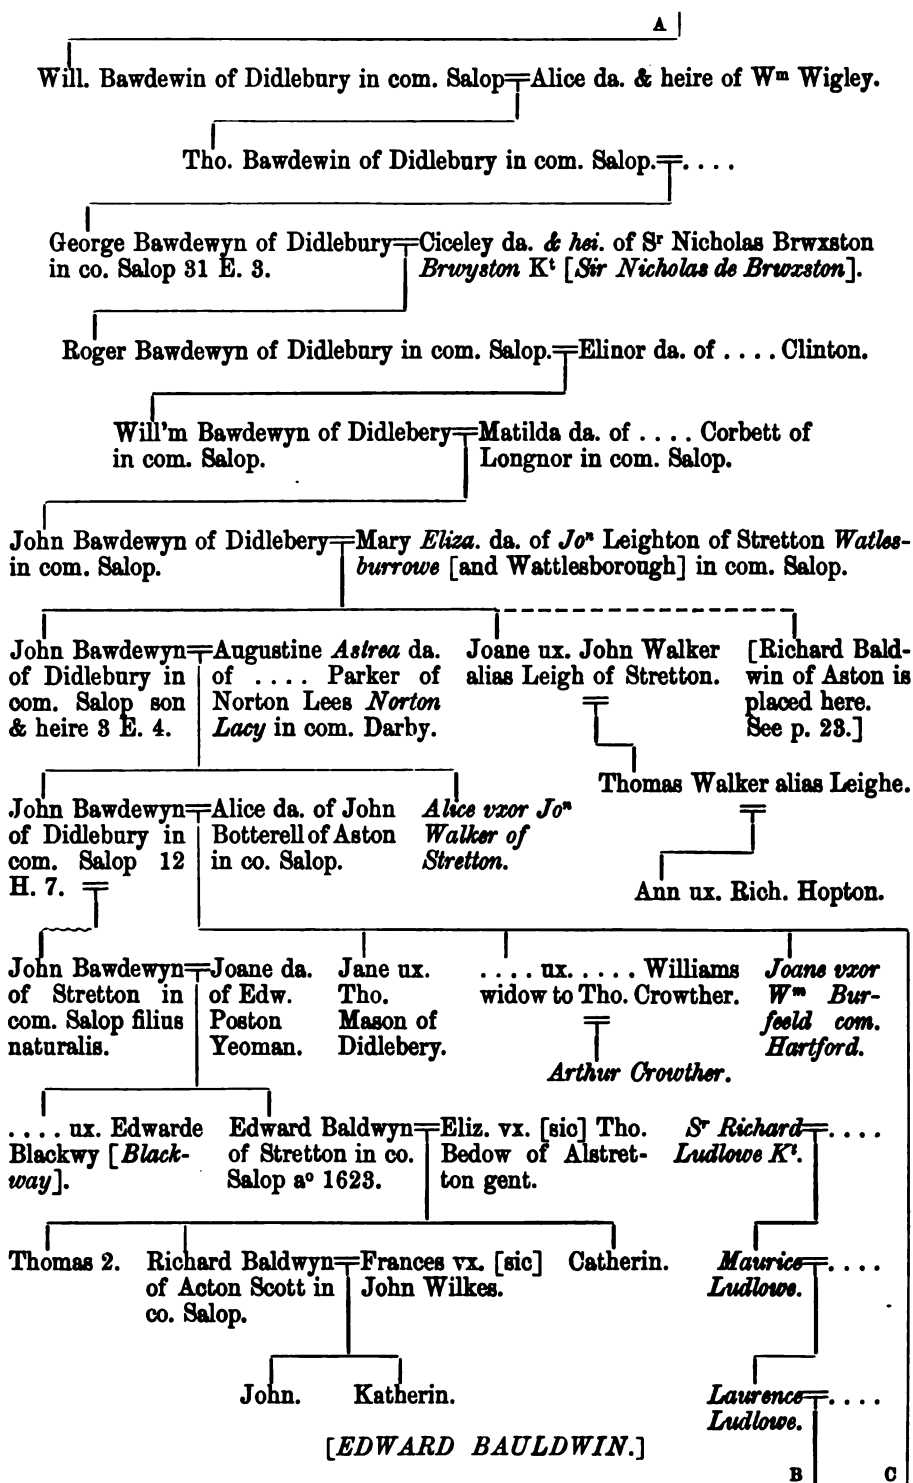 A
Will. Bawdewin of Didlebury in com. Salop=Alice da. & heire of Wᵐ Wigley.
Tho. Bawdewin of Didlebury in com. Salop.=. . . .
George Bawdewyn of Didlebury=Ciceley da. & hei. of Sʳ Nicholas Brwxston
in co. Salop 31 E. 3. Brwyston Kᵗ [Sir Nicholas de Brwxston].
Roger Bawdewyn of Didlebury in com. Salop.=Elinor da. of . . . . Clinton.
Will'm Bawdewyn of Didlebery=Matilda da. of . . . . Corbett of
in com. Salop. Longnor in com. Salop.
John Bawdewyn of Didlebery=Mary Eliza. da. of Joⁿ Leighton of Stretton Watles-
in com. Salop. burrowe [and Wattlesborough] in com. Salop.
John Bawdewyn=
of Didlebury in
com. Salop son
& heire 3 E. 4.
Augustine Astrea da.
of . . . . Parker of
Norton Lees Norton
Lacy in com. Darby.
Joane ux. John Walker
alias Leigh of Stretton.
=
[Richard Bald-
win of Aston is
placed here.
See p. 23.]
Thomas Walker alias Leighe.
=
John Bawdewyn=
of Didlebury in
com. Salop 12
H. 7. =
Alice da. of John
Botterell of Aston
in co. Salop.
Alice vxor Joⁿ
Walker of
Stretton.
Ann ux. Rich. Hopton.
John Bawdewyn=
of Stretton in
com. Salop filius
naturalis.
Joane da.
of Edw.
Poston
Yeoman.
Jane ux.
Tho.
Mason of
Didlebery.
. . . . ux. . . . . . Williams
widow to Tho. Crowther.
=
Arthur Crowther.
Joane vxor
Wᵐ Bur-
feeld com.
Hartford.
. . . . ux. Edwarde
Blackwy [Black-
way].
Edward Baldwyn=
of Stretton in co.
Salop aᵒ 1623.
Eliz. vx. [sic] Tho.
Bedow of Alstret-
ton gent.
Sʳ Richard=. . . .
Ludlowe Kᵗ.
Thomas 2.
Richard Baldwyn=
of Acton Scott in
co. Salop.
Frances vx. [sic]
John Wilkes.
Catherin.
Maurice=. . . .
Ludlowe.
John.
Katherin.
Laurence=. . . .
Ludlowe.
[EDWARD BAULDWIN.]
B C